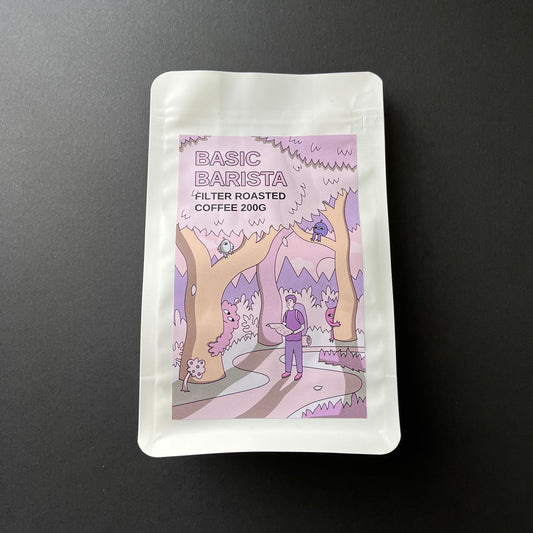 BASIC
BARISTA
FILTER ROASTED
COFFEE 200G